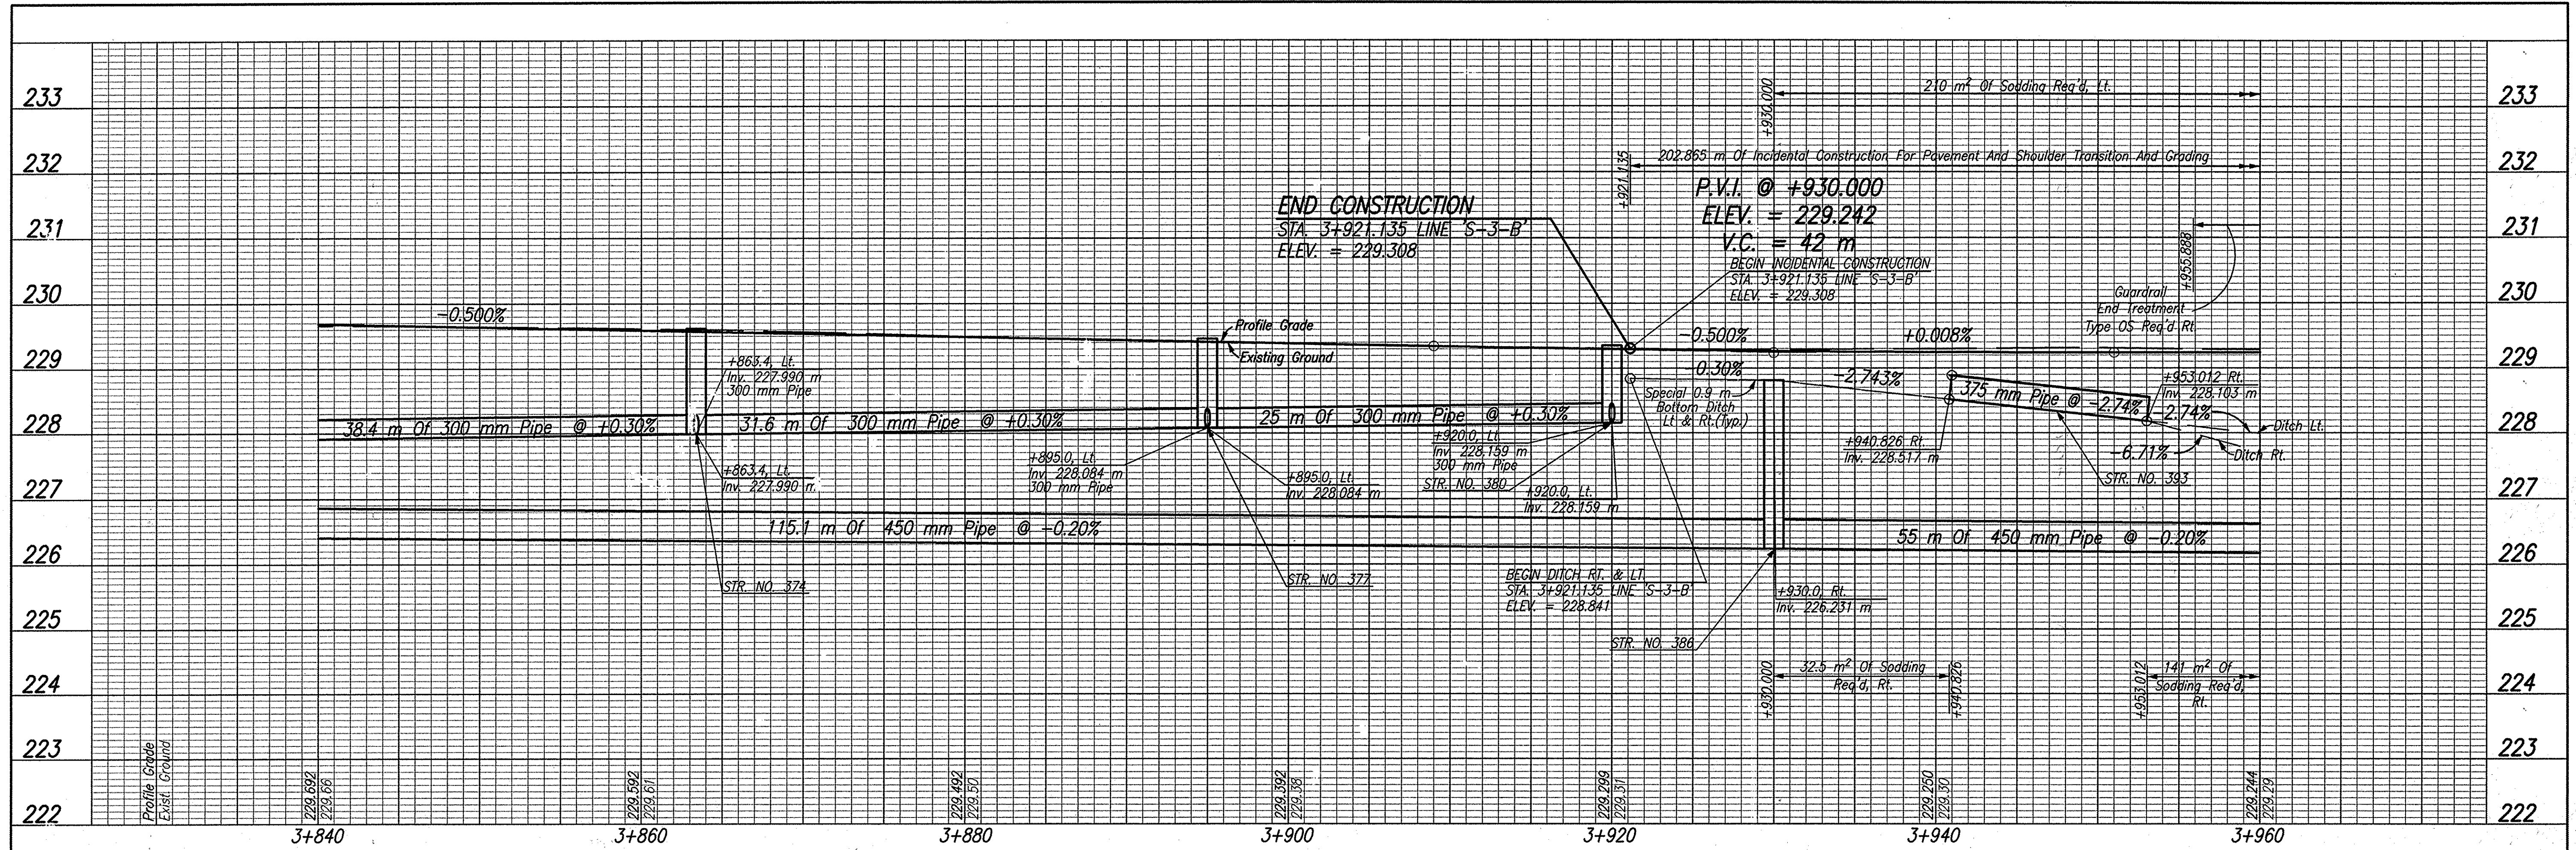 233
232
231
230
229
228
227
226
225
224
223
222
233
232
231
230
229
228
227
226
225
224
223
222
+930.000
210 m² Of Sodding Req'd, Lt.
+921.135
202.865 m Of Incidental Construction For Pavement And Shoulder Transition And Grading
P.V.I. @ +930.000
ELEV. = 229.242
V.C. = 42 m
END CONSTRUCTION
STA. 3+921.135 LINE 'S-3-B'
ELEV. = 229.308
BEGIN INCIDENTAL CONSTRUCTION
STA. 3+921.135 LINE 'S-3-B'
ELEV. = 229.308
+955.888
Guardrail
End Treatment
Type OS Req'd Rt.
-0.500%
Profile Grade
Existing Ground
-0.500%
+0.008%
-0.30%
-2.743%
Special 0.9 m
Bottom Ditch
Lt & Rt.(Typ.)
375 mm Pipe @ -2.74%
+953.012 Rt.
Inv. 228.103 m
-2.74%
Ditch Lt.
-6.71%
Ditch Rt.
STR. NO. 393
+940.826 Rt.
Inv. 228.517 m
+863.4, Lt.
Inv. 227.990 m
300 mm Pipe
38.4 m Of 300 mm Pipe @ +0.30%
31.6 m Of 300 mm Pipe @ +0.30%
25 m Of 300 mm Pipe @ +0.30%
+863.4, Lt.
Inv. 227.990 m
+895.0, Lt.
Inv 228.084 m
300 mm Pipe
+895.0, Lt.
Inv. 228.084 m
+920.0, Lt.
Inv 228.159 m
300 mm Pipe
STR. NO. 380
+920.0, Lt.
Inv. 228.159 m
115.1 m Of 450 mm Pipe @ -0.20%
55 m Of 450 mm Pipe @ -0.20%
STR. NO. 374
STR. NO. 377
BEGIN DITCH RT. & LT.
STA. 3+921.135 LINE 'S-3-B'
ELEV. = 228.841
+930.0, Rt.
Inv. 226.231 m
STR. NO. 386
+930.000
32.5 m² Of Sodding
Req'd, Rt.
+940.826
+953.012
141 m² Of
Sodding Req'd,
Rt.
Profile Grade
Exist. Ground
229.692
229.66
229.592
229.61
229.492
229.50
229.392
229.38
229.299
229.31
229.250
229.30
229.244
229.29
3+840
3+860
3+880
3+900
3+920
3+940
3+960